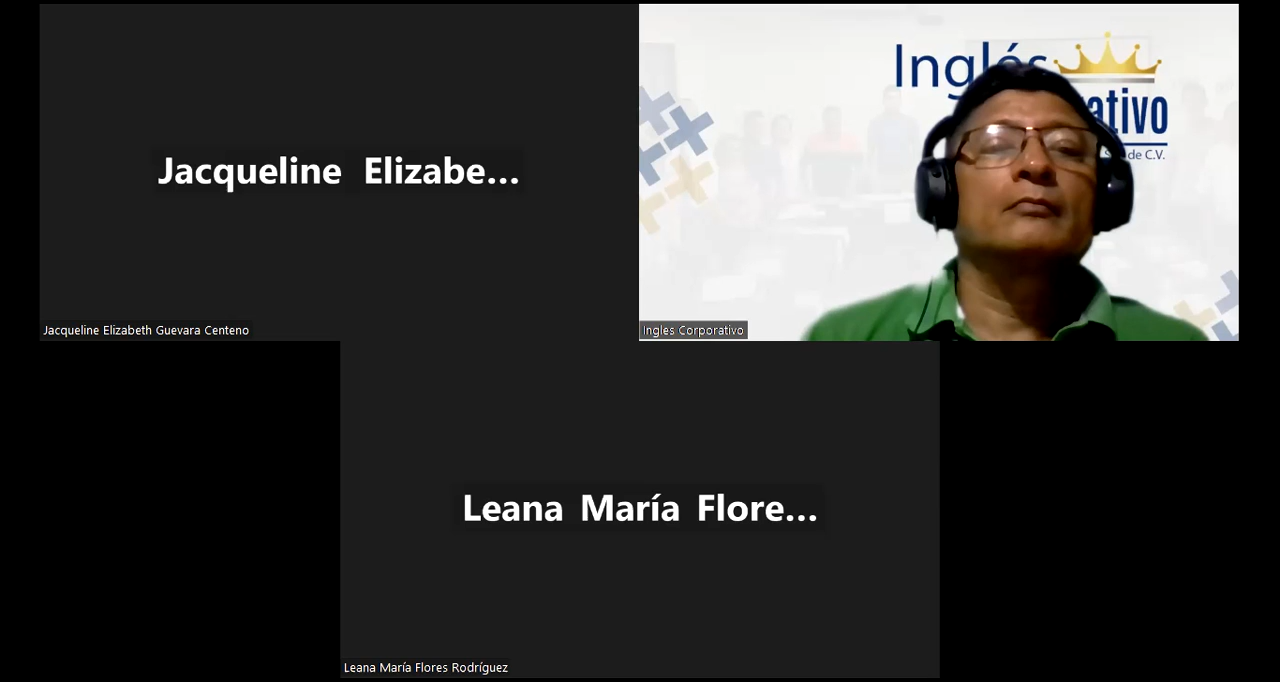 Jacqueline Elizabe...
Jacqueline Elizabeth Guevara Centeno
Inglés
ativo
de C.V.
Ingles Corporativo
Leana María Flore...
Leana María Flores Rodríguez